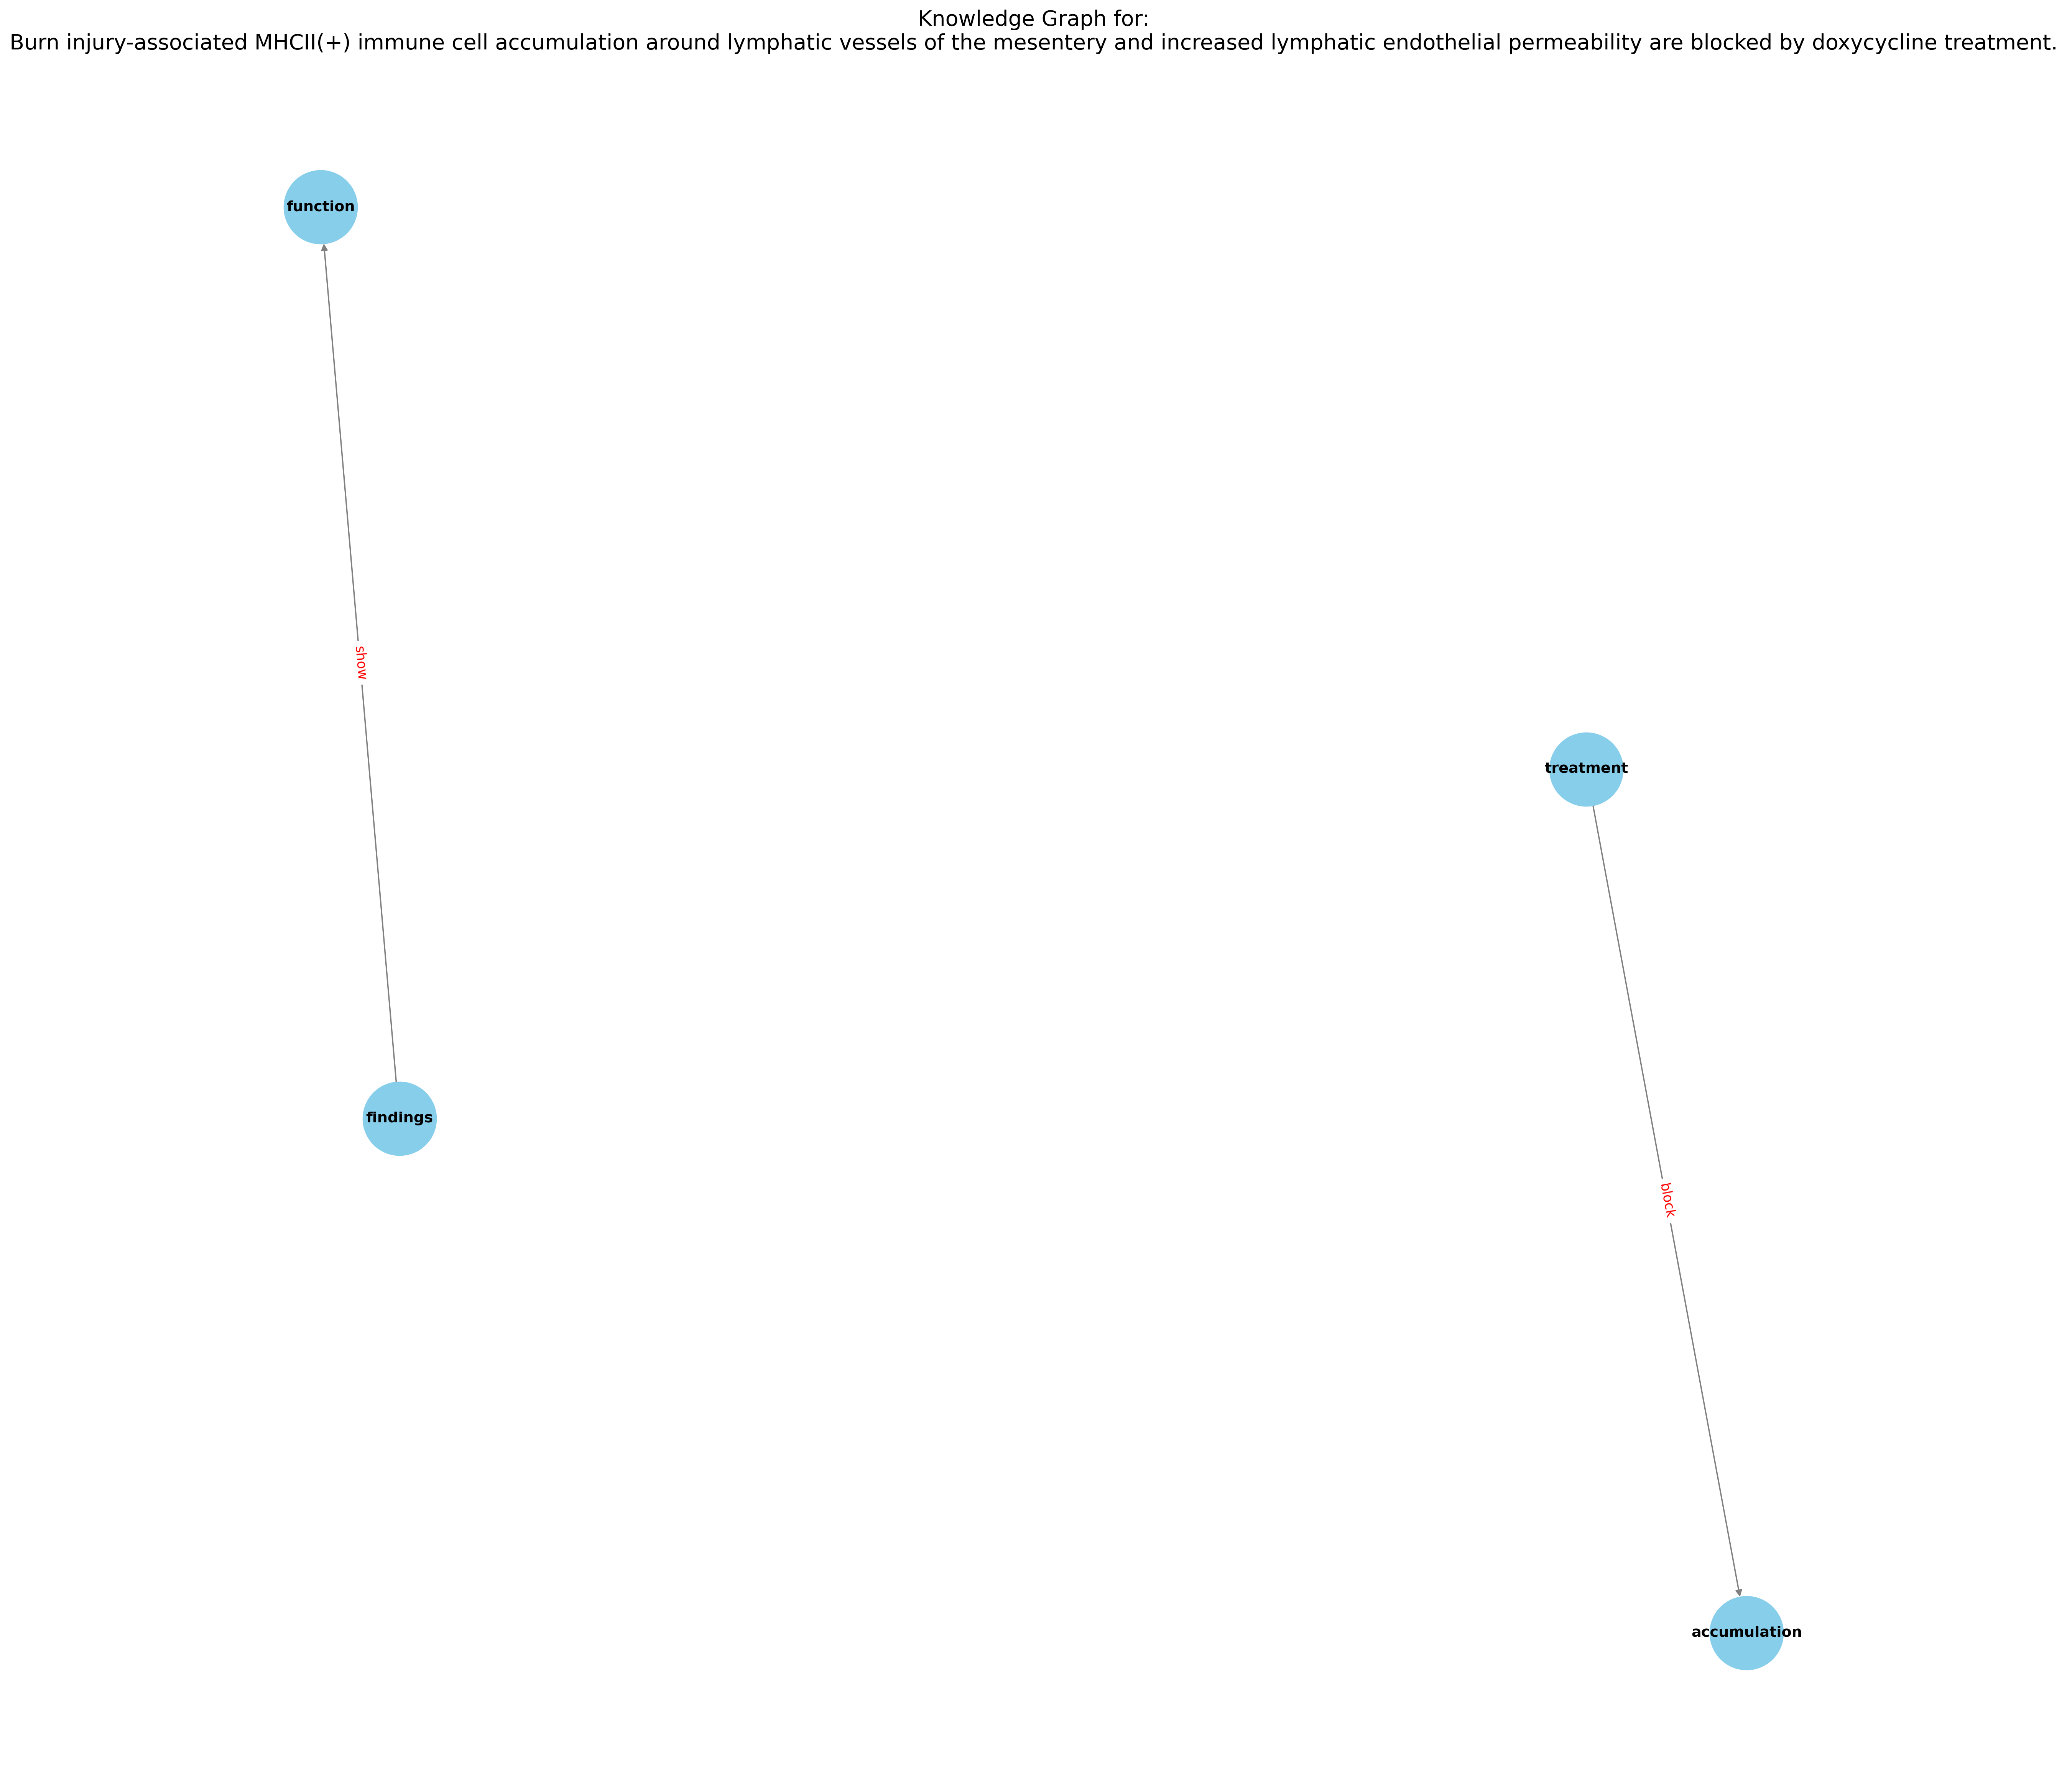 Knowledge Graph for:
Burn injury-associated MHCII(+) immune cell accumulation around lymphatic vessels of the mesentery and increased lymphatic endothelial permeability are blocked by doxycycline treatment.
function
show
treatment
findings
block
accumulation